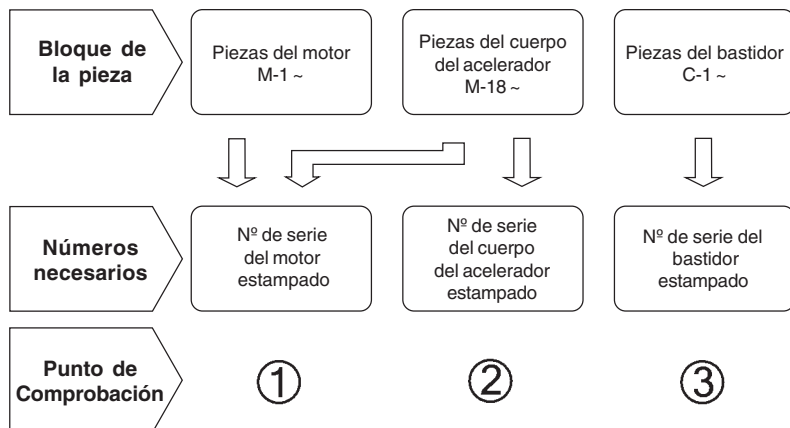 Bloque de
la pieza
Piezas del motor
M-1 ~
Piezas del cuerpo
del acelerador
M-18 ~
Piezas del bastidor
C-1 ~
Números
necesarios
Nº de serie
del motor
estampado
Nº de serie
del cuerpo
del acelerador
estampado
Nº de serie del
bastidor
estampado
Punto de
Comprobación
①
②
③